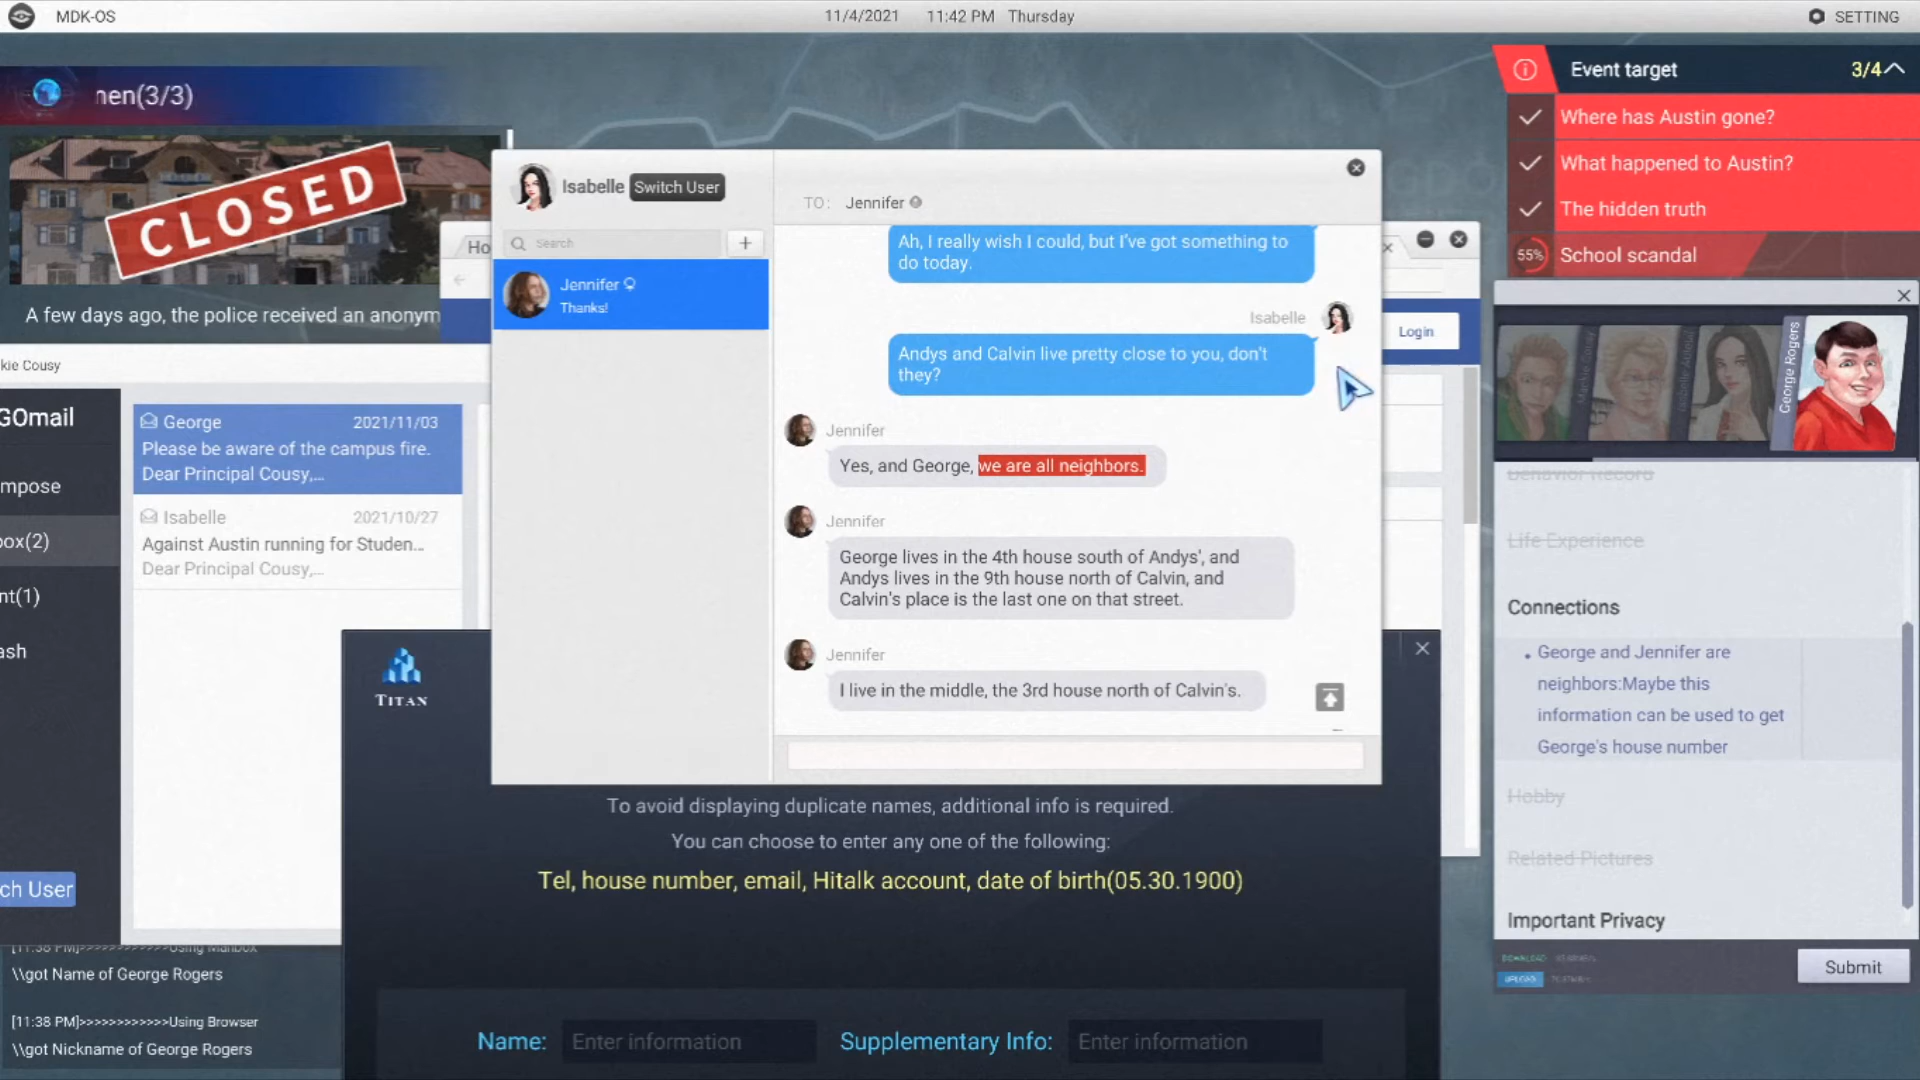 MDK-OS
11/4/2021 11:42 PM Thursday
SETTING
nen(3/3)
CLOSED
A few days ago, the police received an anonym
kie Cousy
GOmail
mpose
box(2)
nt(1)
ash
ch User
George 2021/11/03
Please be aware of the campus fire.
Dear Principal Cousy,...
Isabelle 2021/10/27
Against Austin running for Studen...
Dear Principal Cousy,...
[11:38 PM]>>>>>>>>>>>>Using
\\got Name of George Rogers
[11:38 PM]>>>>>>>>>>>>Using Browser
\\got Nickname of George Rogers
Ho
Login
Isabelle Switch User
Search
+
Jennifer
Thanks!
TO: Jennifer
Ah, I really wish I could, but I've got something to
do today.
Isabelle
Andys and Calvin live pretty close to you, don't
they?
Jennifer
Yes, and George, we are all neighbors.
Jennifer
George lives in the 4th house south of Andys', and
Andys lives in the 9th house north of Calvin, and
Calvin's place is the last one on that street.
Jennifer
I live in the middle, the 3rd house north of Calvin's.
TITAN
To avoid displaying duplicate names, additional info is required.
You can choose to enter any one of the following:
Tel, house number, email, Hitalk account, date of birth(05.30.1900)
Name: Enter information
Supplementary Info: Enter information
Event target 3/4
Where has Austin gone?
What happened to Austin?
The hidden truth
55% School scandal
George Rogers
Behavior Record
Life Experience
Connections
George and Jennifer are
neighbors:Maybe this
information can be used to get
George's house number
Hobby
Related Pictures
Important Privacy
DOWNLOAD
UPLOAD
Submit